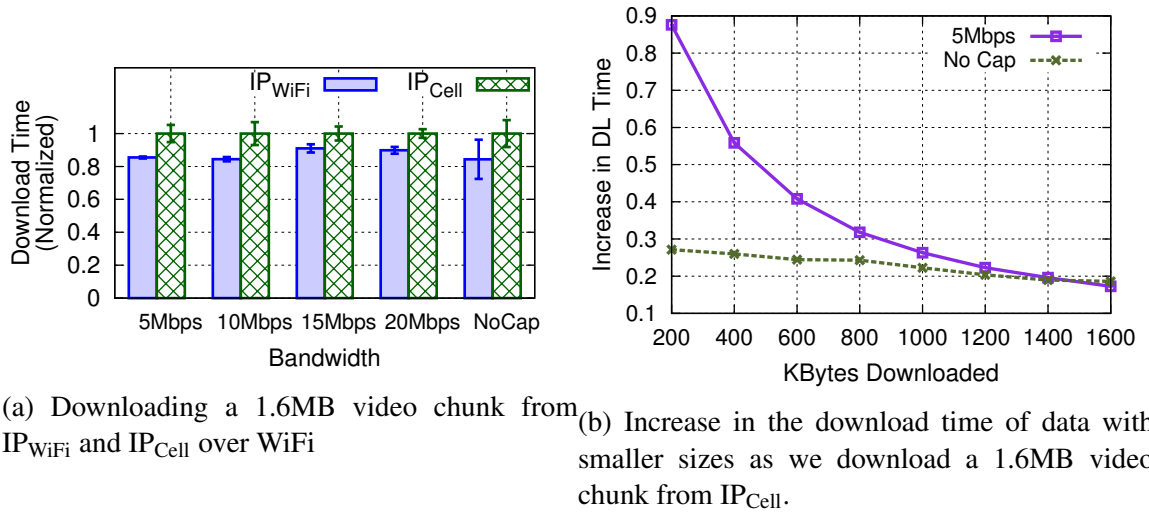 IP_WiFi IP_Cell
Download Time
(Normalized)
1
0.8
0.6
0.4
0.2
0
5Mbps 10Mbps 15Mbps 20Mbps NoCap
Bandwidth
(a) Downloading a 1.6MB video chunk from
IP_WiFi and IP_Cell over WiFi
5Mbps
No Cap
Increase in DL Time
0.9
0.8
0.7
0.6
0.5
0.4
0.3
0.2
0.1
200 400 600 800 1000 1200 1400 1600
KBytes Downloaded
(b) Increase in the download time of data with
smaller sizes as we download a 1.6MB video
chunk from IP_Cell.